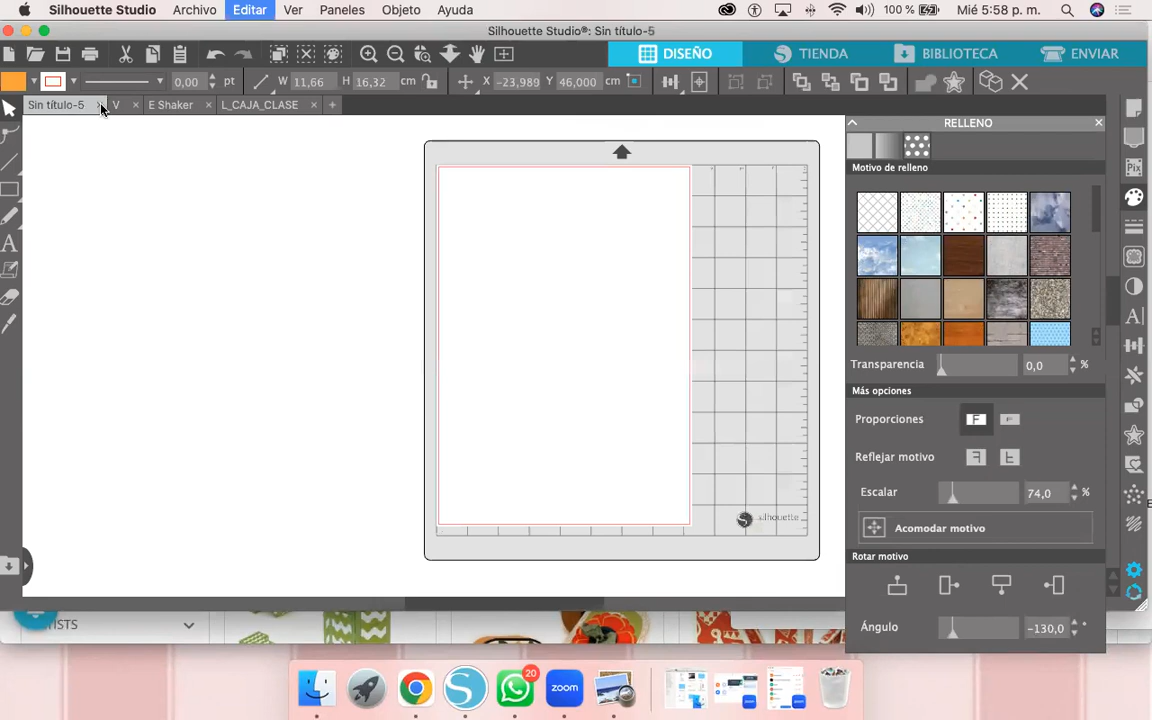 Silhouette Studio Archivo Editar Ver Paneles Objeto Ayuda 100 % Mié 5:58 p. m.
Silhouette Studio®: Sin título-5
DISEÑO TIENDA BIBLIOTECA ENVIAR
0,00 pt W 11,66 H 16,32 cm X -23,989 Y 46,000 cm
Sin título-5 V E Shaker L_CAJA_CLASE
RELLENO
Motivo de relleno
Transparencia 0,0 %
Más opciones
Proporciones
Reflejar motivo
Escalar 74,0 %
silhouette
Acomodar motivo
Rotar motivo
Ángulo -130,0 °
20
zoom